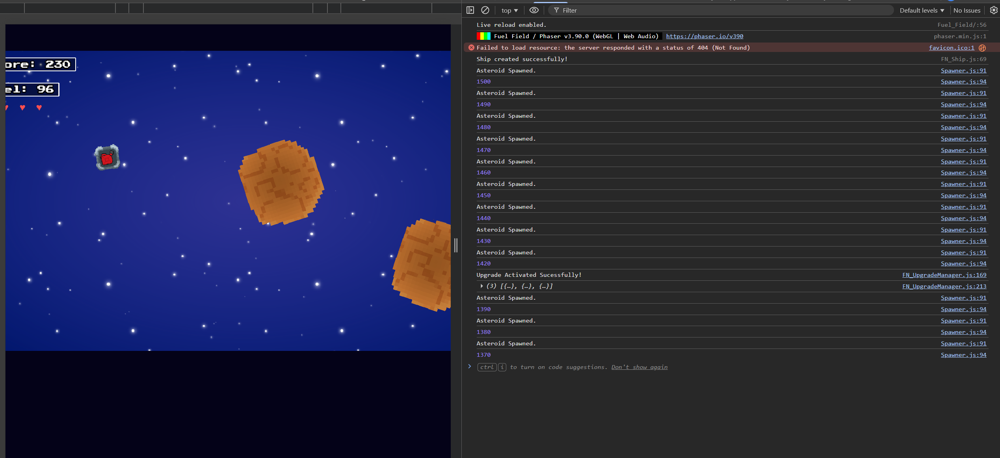 top
Filter
Default levels
No Issues
Live reload enabled. Fuel_Field/:56
Fuel Field / Phaser v3.90.0 (WebGL | Web Audio) https://phaser.io/v390 phaser.min.js:1
Failed to load resource: the server responded with a status of 404 (Not Found) favicon.ico:1
Ship created successfully! FN_Ship.js:69
Asteroid Spawned. Spawner.js:91
1500 Spawner.js:94
Asteroid Spawned. Spawner.js:91
1490 Spawner.js:94
Asteroid Spawned. Spawner.js:91
1480 Spawner.js:94
Asteroid Spawned. Spawner.js:91
1470 Spawner.js:94
Asteroid Spawned. Spawner.js:91
1460 Spawner.js:94
Asteroid Spawned. Spawner.js:91
1450 Spawner.js:94
Asteroid Spawned. Spawner.js:91
1440 Spawner.js:94
Asteroid Spawned. Spawner.js:91
1430 Spawner.js:94
Asteroid Spawned. Spawner.js:91
1420 Spawner.js:94
Upgrade Activated Sucessfully! FN_UpgradeManager.js:169
(3) [{…}, {…}, {…}] FN_UpgradeManager.js:213
Asteroid Spawned. Spawner.js:91
1390 Spawner.js:94
Asteroid Spawned. Spawner.js:91
1380 Spawner.js:94
Asteroid Spawned. Spawner.js:91
1370 Spawner.js:94
ctrl i to turn on code suggestions. Don't show again
ore: 230
el: 96